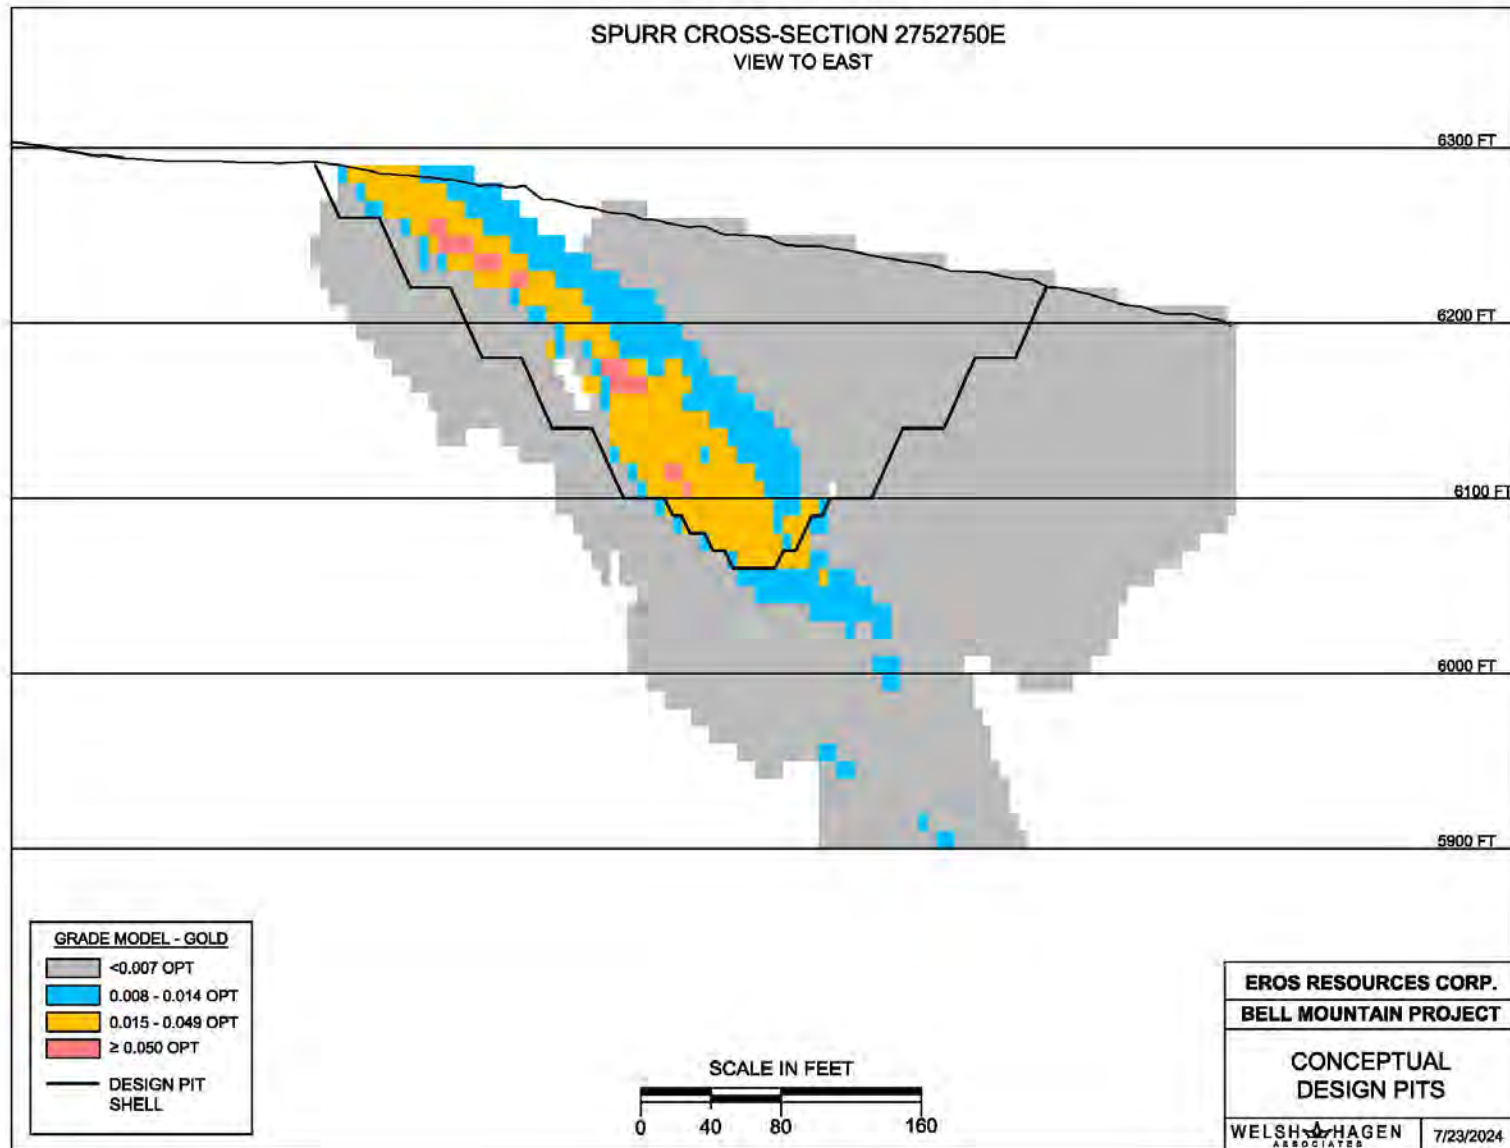 SPURR CROSS-SECTION 2752750E
VIEW TO EAST
6300 FT
6200 FT
6100 FT
6000 FT
5900 FT
GRADE MODEL - GOLD
<0.007 OPT
0.008 - 0.014 OPT
0.015 - 0.049 OPT
≥ 0.050 OPT
DESIGN PIT
SHELL
SCALE IN FEET
0 40 80 160
EROS RESOURCES CORP.
BELL MOUNTAIN PROJECT
CONCEPTUAL
DESIGN PITS
WELSH HAGEN
ASSOCIATES
7/23/2024